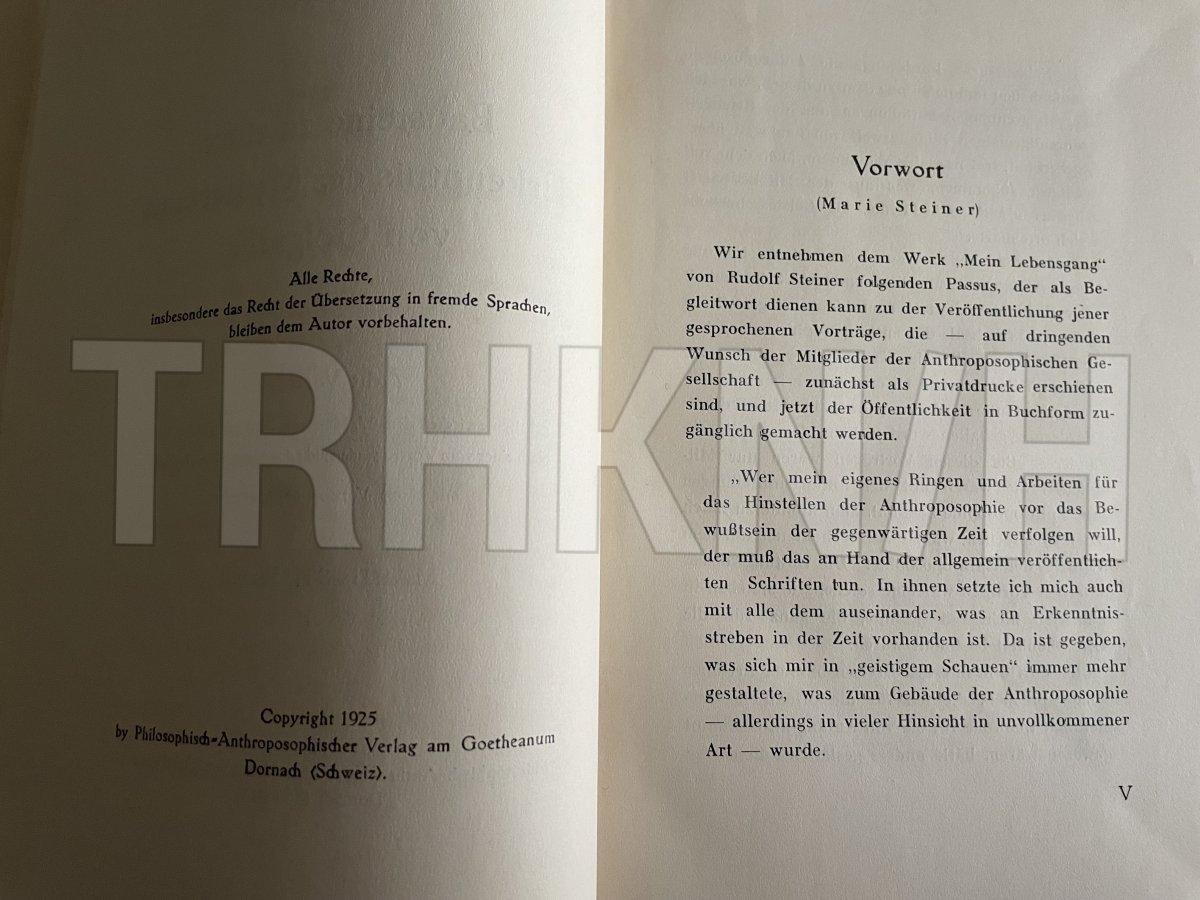 Alle Rechte,
insbesondere das Recht der Übersetzung in fremde Sprachen,
bleiben dem Autor vorbehalten.
Copyright 1925
by Philosophisch-Anthroposophischer Verlag am Goetheanum
Dornach (Schweiz).
Vorwort
(Marie Steiner)
Wir entnehmen dem Werk „Mein Lebensgang“
von Rudolf Steiner folgenden Passus, der als Be-
gleitwort dienen kann zu der Veröffentlichung jener
gesprochenen Vorträge, die — auf dringenden
Wunsch der Mitglieder der Anthroposophischen Ge-
sellschaft — zunächst als Privatdrucke erschienen
sind, und jetzt der Öffentlichkeit in Buchform zu-
gänglich gemacht werden.
„Wer mein eigenes Ringen und Arbeiten für
das Hinstellen der Anthroposophie vor das Be-
wußtsein der gegenwärtigen Zeit verfolgen will,
der muß das an Hand der allgemein veröffentlich-
ten Schriften tun. In ihnen setzte ich mich auch
mit alle dem auseinander, was an Erkenntnis-
streben in der Zeit vorhanden ist. Da ist gegeben,
was sich mir in „geistigem Schauen“ immer mehr
gestaltete, was zum Gebäude der Anthroposophie
— allerdings in vieler Hinsicht in unvollkommener
Art — wurde.
V
TRHKNH